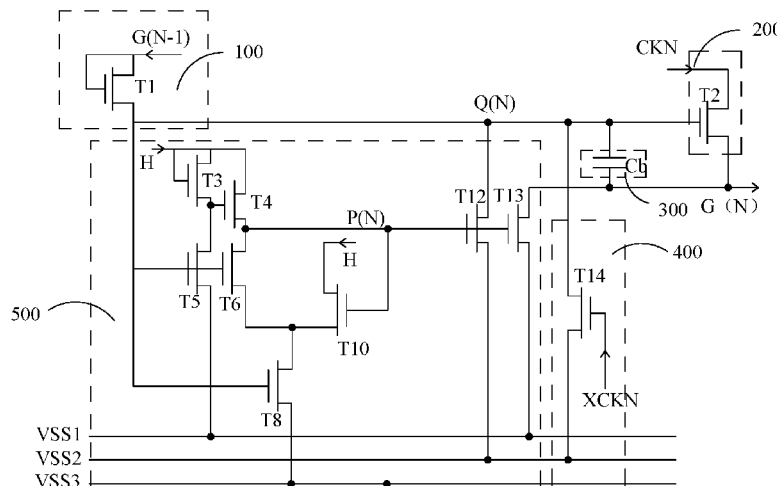 G(N-1)
100
T1
CKN
200
T2
Q(N)
H
T3
T4
P(N)
H
T12
T13
Cb
300
G（N）
400
T5
T6
T10
T14
500
T8
XCKN
VSS1
VSS2
VSS3